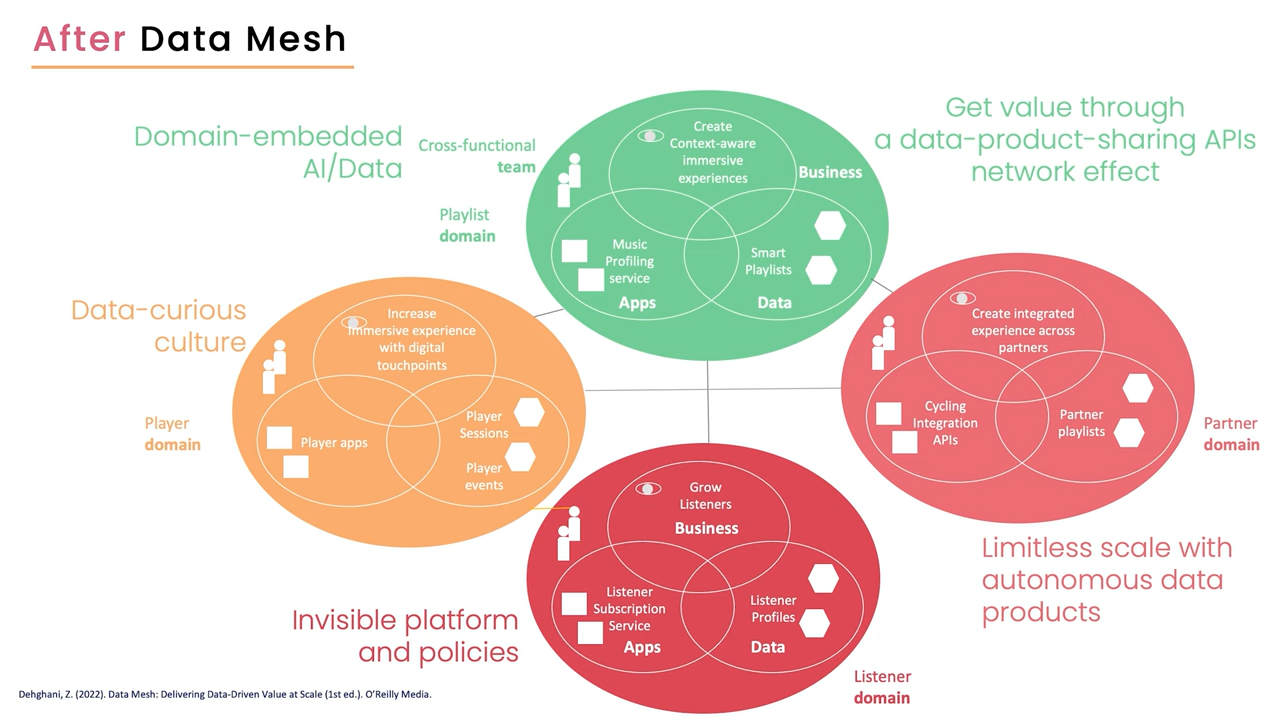 After Data Mesh
Domain-embedded
AI/Data
Cross-functional
team
Playlist
domain
Create
Context-aware
immersive
experiences
Business
Music
Profiling
service
Apps
Smart
Playlists
Data
Get value through
a data-product-sharing APIs
network effect
Data-curious
culture
Player
domain
Increase
immersive experience
with digital
touchpoints
Player apps
Player
Sessions
Player
events
Create integrated
experience across
partners
Cycling
Integration
APIs
Partner
playlists
Partner
domain
Grow
Listeners
Business
Listener
Subscription
Service
Apps
Listener
Profiles
Data
Listener
domain
Limitless scale with
autonomous data
products
Invisible platform
and policies
Dehghani, Z. (2022). Data Mesh: Delivering Data-Driven Value at Scale (1st ed.). O’Reilly Media.